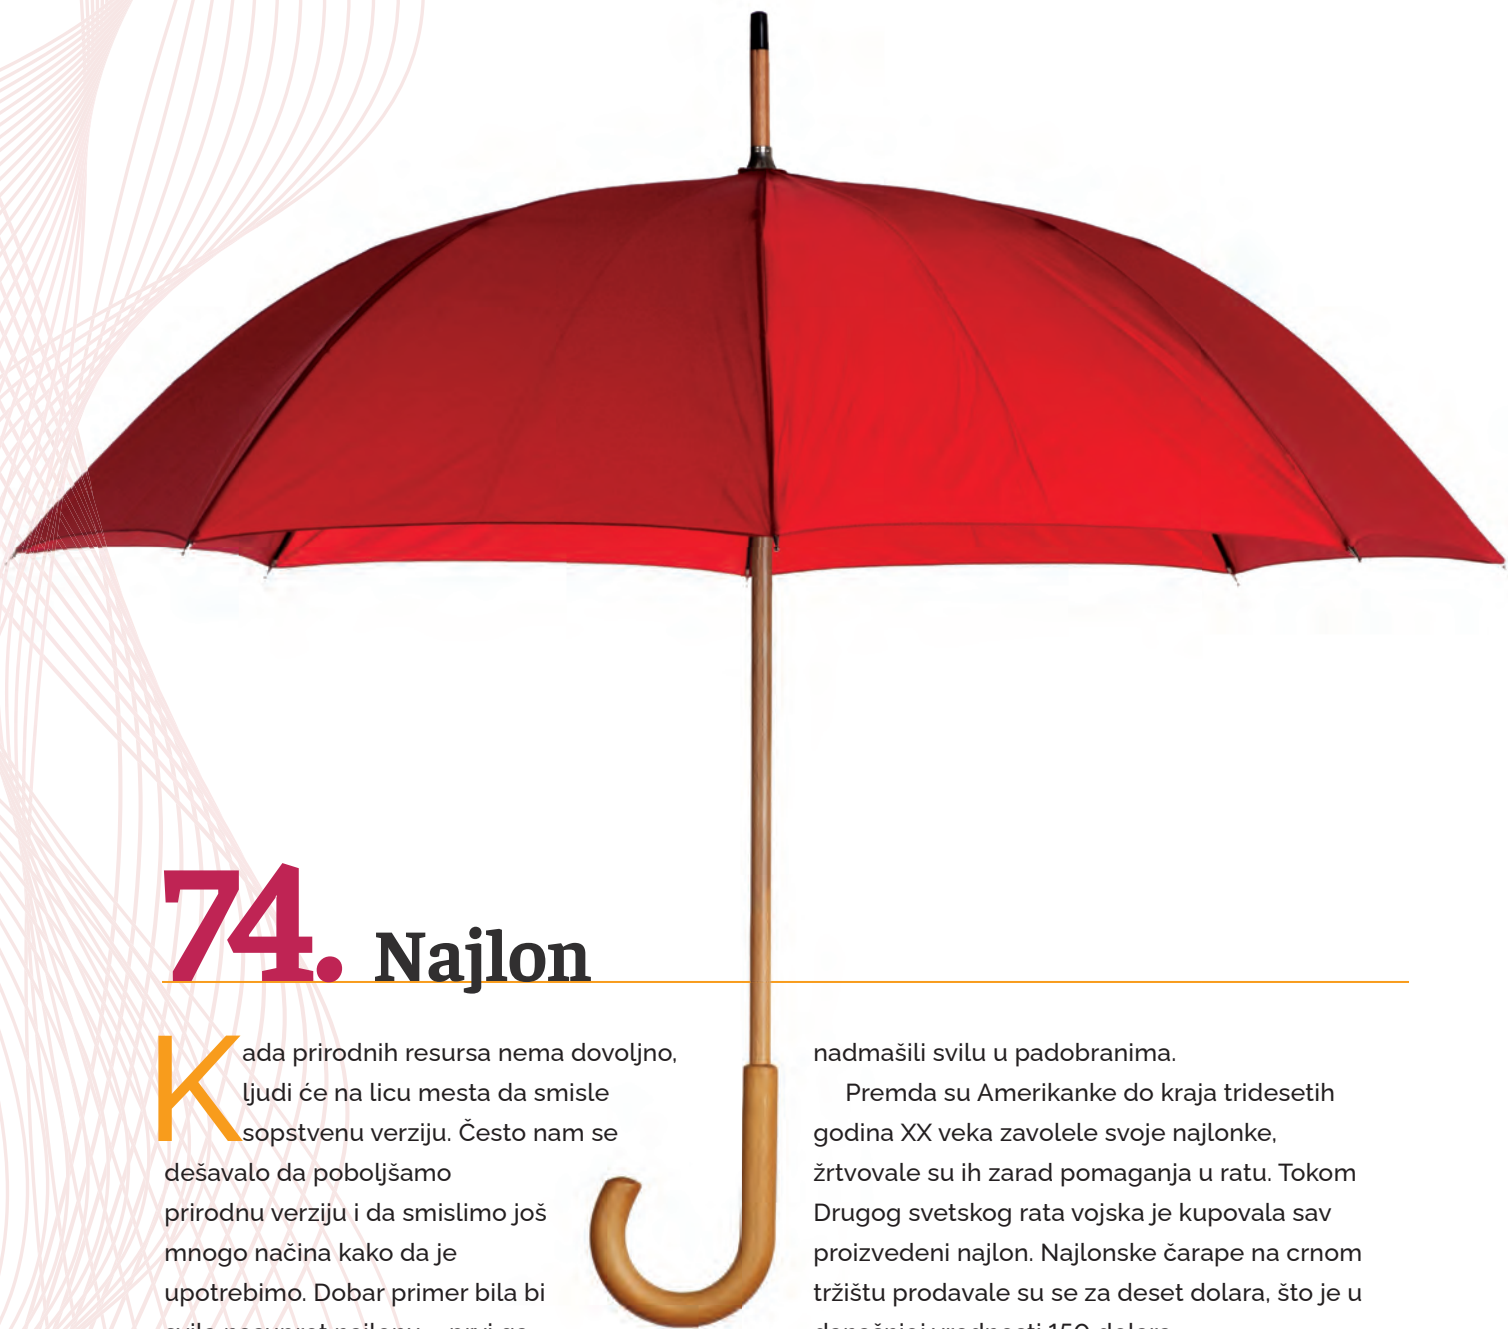 74. Najlon
Kada prirodnih resursa nema dovoljno,
ljudi će na licu mesta da smisle
sopstvenu verziju. Često nam se
dešavalo da poboljšamo
prirodnu verziju i da smislimo još
mnogo načina kako da je
upotrebimo. Dobar primer bila bi
nadmašili svilu u padobranima.
Premda su Amerikanke do kraja tridesetih
godina XX veka zavolele svoje najlonke,
žrtvovale su ih zarad pomaganja u ratu. Tokom
Drugog svetskog rata vojska je kupovala sav
proizvedeni najlon. Najlonske čarape na crnom
tržištu prodavale su se za deset dolara, što je u